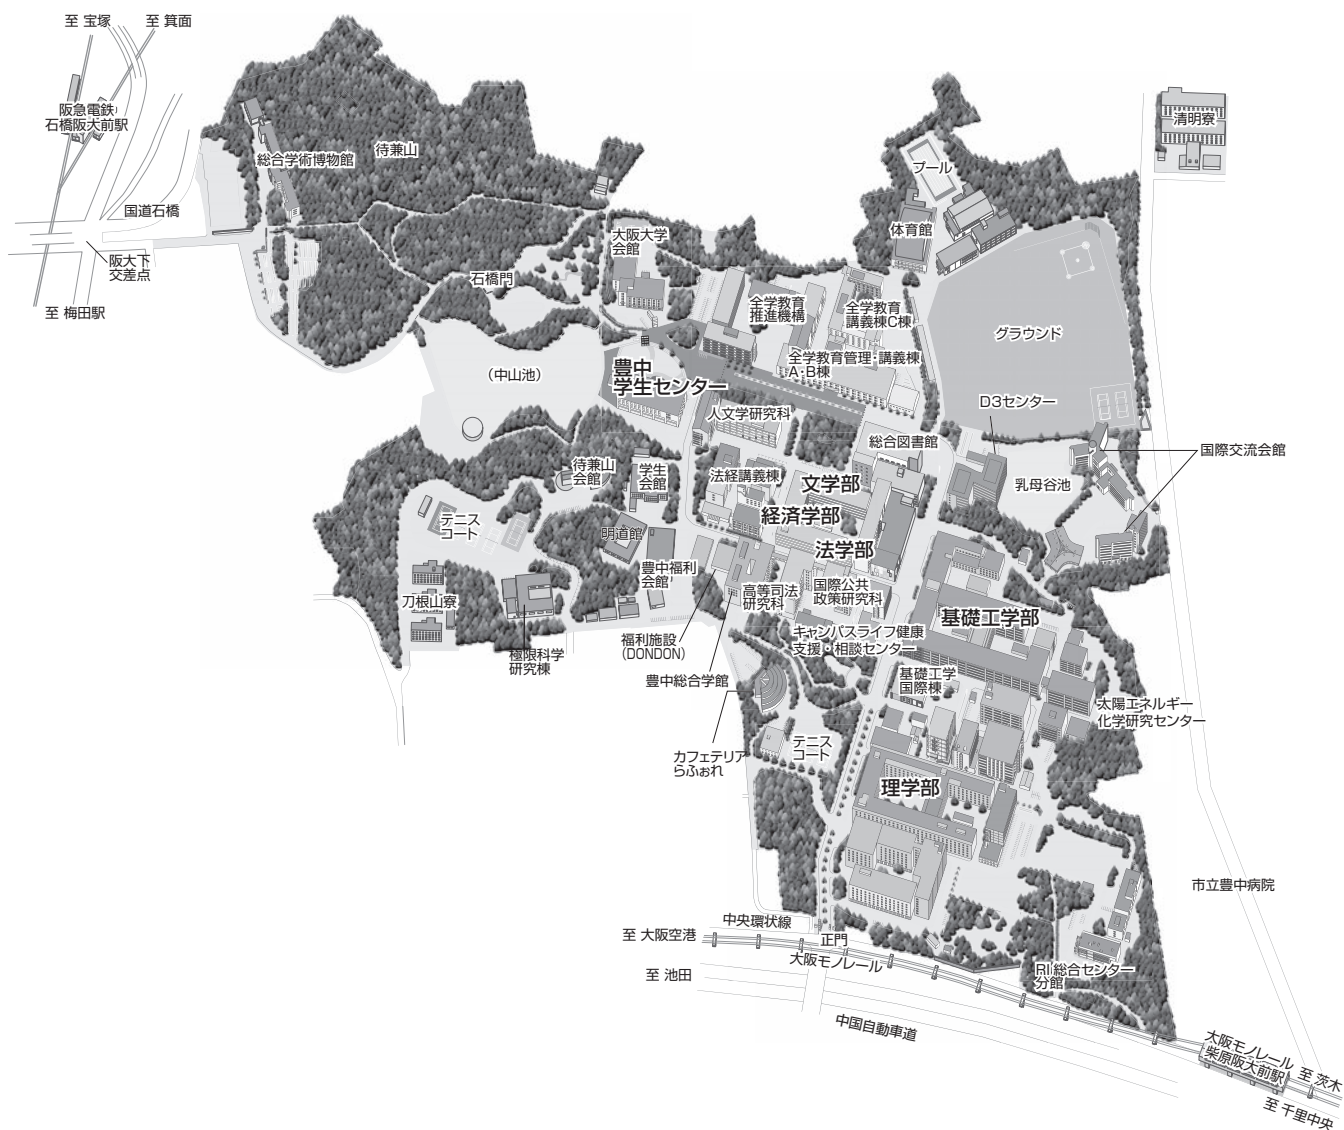 至 宝塚
至 箕面
阪急電鉄
石橋阪大前駅
国道石橋
阪大下
交差点
至 梅田駅
総合学術博物館
待兼山
石橋門
大阪大学
会館
プール
体育館
清明寮
全学教育
推進機構
全学教育
講義棟C棟
グラウンド
全学教育管理・講義棟
A・B棟
(中山池)
豊中
学生センター
人文学研究科
D3センター
総合図書館
国際交流会館
乳母谷池
待兼山
会館
学生
会館
法経講義棟
文学部
経済学部
法学部
テニス
コート
明道館
豊中福利
会館
高等司法
研究科
国際公共
政策研究科
基礎工学部
刀根山寮
極限科学
研究棟
福利施設
(DONDON)
キャンパスライフ健康
支援・相談センター
豊中総合学館
基礎工学
国際棟
太陽エネルギー
化学研究センター
カフェテリア
らふぉれ
テニス
コート
理学部
市立豊中病院
中央環状線
至 大阪空港
正門
大阪モノレール
至 池田
RI 総合センター
分館
中国自動車道
大阪モノレール
柴原阪大前駅
至 茨木
至 千里中央